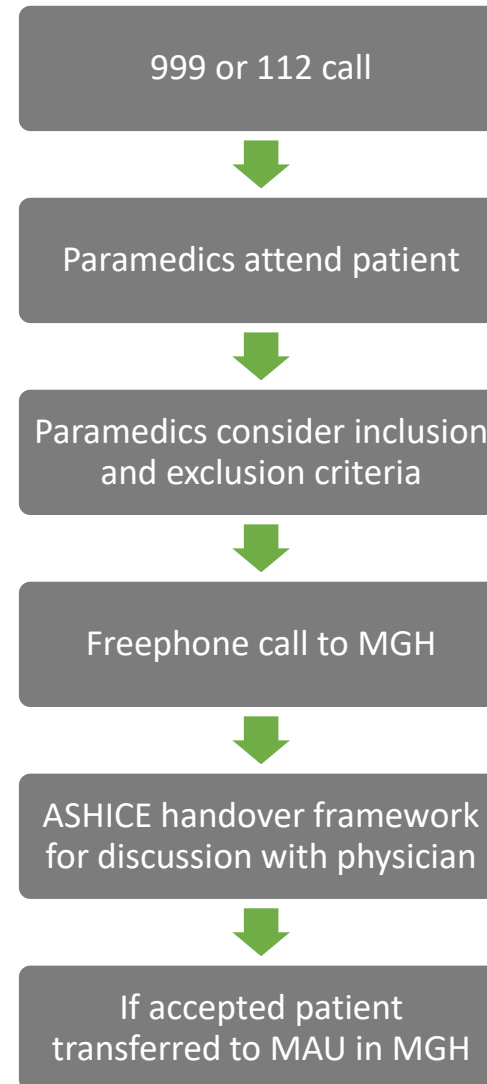 999 or 112 call
Paramedics attend patient
Paramedics consider inclusion
and exclusion criteria
Freephone call to MGH
ASHICE handover framework
for discussion with physician
If accepted patient
transferred to MAU in MGH